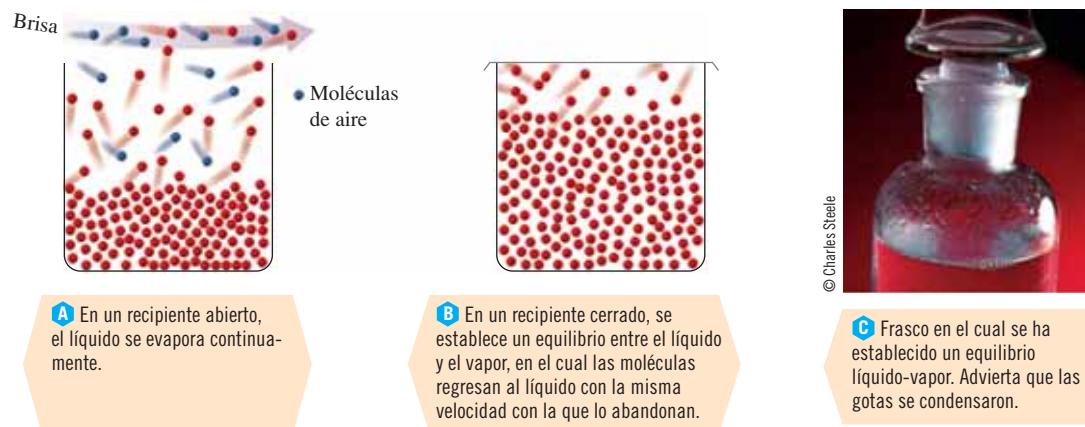 Brisa
Moléculas
de aire
© Charles Steele
A En un recipiente abierto,
el líquido se evapora continua-
mente.
B En un recipiente cerrado, se
establece un equilibrio entre el líquido
y el vapor, en el cual las moléculas
regresan al líquido con la misma
velocidad con la que lo abandonan.
C Frasco en el cual se ha
establecido un equilibrio
líquido-vapor. Advierta que las
gotas se condensaron.